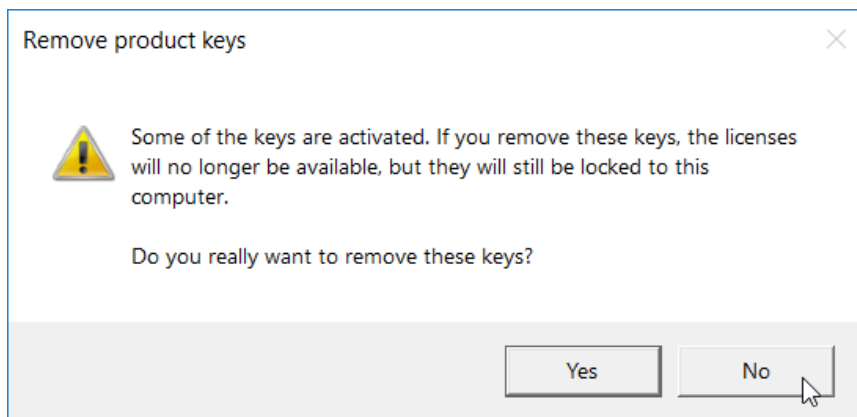 Remove product keys
Some of the keys are activated. If you remove these keys, the licenses
will no longer be available, but they will still be locked to this
computer.
Do you really want to remove these keys?
Yes
No